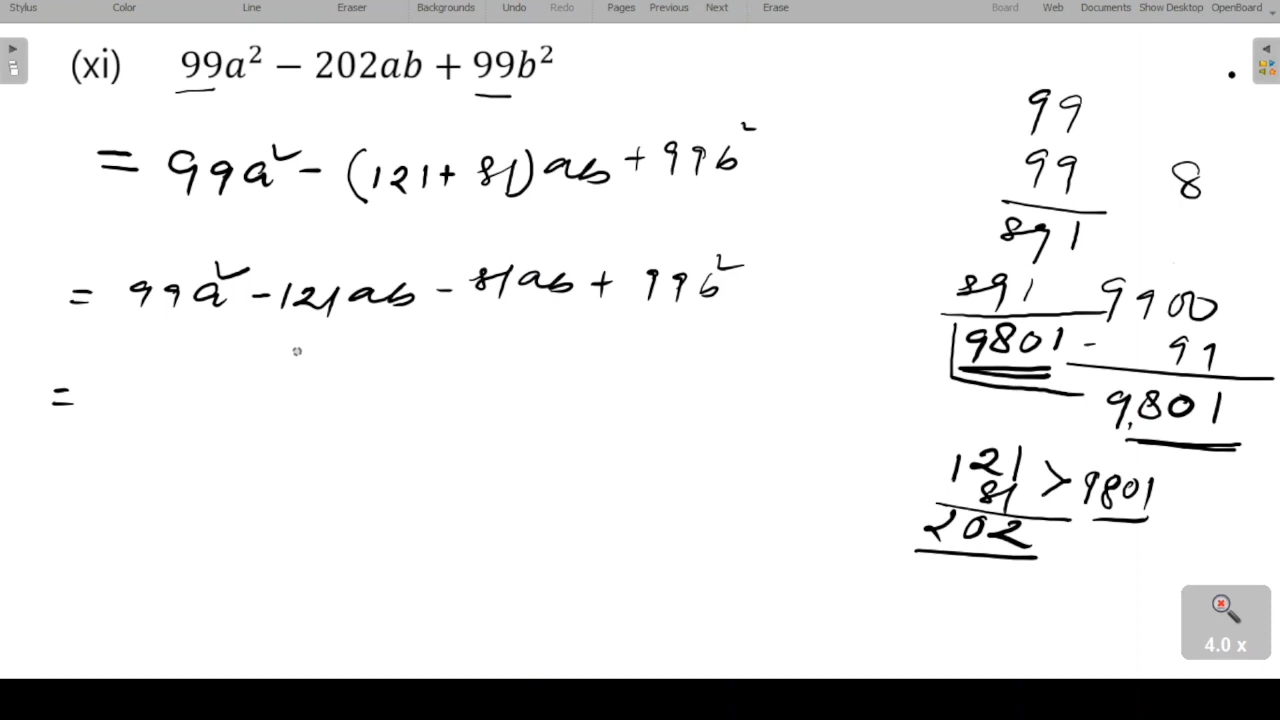 Stylus Color Line Eraser Backgrounds Undo Redo Pages Previous Next Erase Board Web Documents Show Desktop OpenBoard
(xi) 99a² − 202ab + 99b²
= 99a² − (121 + 81)ab + 99b²
= 99a² − 121ab − 81ab + 99b²
=
99
99
891
891
9801
8
9900
- 99
9,801
121
81 > 9801
202
4.0 x